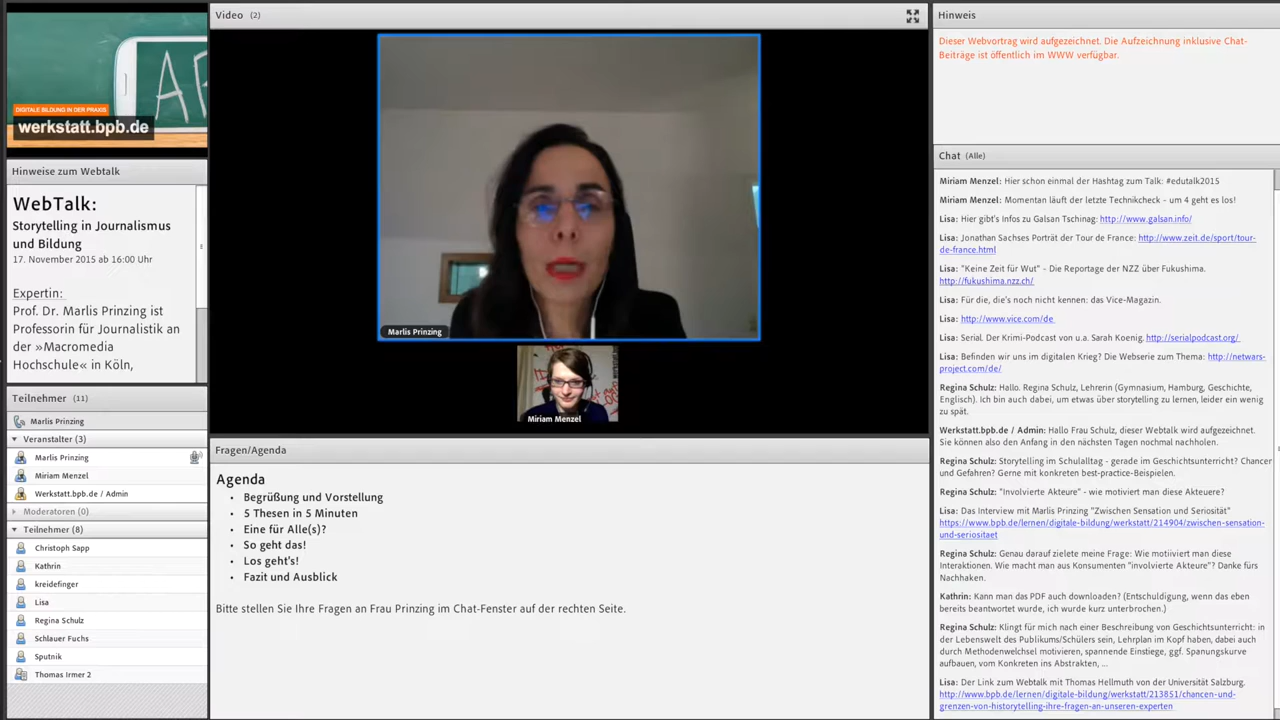 AP
DIGITALE BILDUNG IN DER PRAXIS
werkstatt.bpb.de
Hinweise zum Webtalk
WebTalk:
Storytelling in Journalismus
und Bildung
17. November 2015 ab 16:00 Uhr
Expertin:
Prof. Dr. Marlis Prinzing ist
Professorin für Journalistik an
der »Macromedia
Hochschule« in Köln,
Teilnehmer (11)
Marlis Prinzing
Veranstalter (3)
Marlis Prinzing
Miriam Menzel
Werkstatt.bpb.de / Admin
Moderatoren (0)
Teilnehmer (8)
Christoph Sapp
Kathrin
kreidefinger
Lisa
Regina Schulz
Schlauer Fuchs
Sputnik
Thomas Irmer 2
Video (2)
Marlis Prinzing
Miriam Menzel
Fragen/Agenda
Agenda
• Begrüßung und Vorstellung
• 5 Thesen in 5 Minuten
• Eine für Alle(s)?
• So geht das!
• Los geht's!
• Fazit und Ausblick
Bitte stellen Sie Ihre Fragen an Frau Prinzing im Chat-Fenster auf der rechten Seite.
Hinweis
Dieser Webvortrag wird aufgezeichnet. Die Aufzeichnung inklusive Chat-
Beiträge ist öffentlich im WWW verfügbar.
Chat (Alle)
Miriam Menzel: Hier schon einmal der Hashtag zum Talk: #edutalk2015
Miriam Menzel: Momentan läuft der letzte Technikcheck - um 4 geht es los!
Lisa: Hier gibt's Infos zu Galsan Tschinag: http://www.galsan.info/
Lisa: Jonathan Sachses Porträt der Tour de France: http://www.zeit.de/sport/tour-
de-france.html
Lisa: "Keine Zeit für Wut" - Die Reportage der NZZ über Fukushima.
http://fukushima.nzz.ch/
Lisa: Für die, die's noch nicht kennen: das Vice-Magazin.
Lisa: http://www.vice.com/de
Lisa: Serial. Der Krimi-Podcast von u.a. Sarah Koenig. http://serialpodcast.org/
Lisa: Befinden wir uns im digitalen Krieg? Die Webserie zum Thema: http://netwars-
project.com/de/
Regina Schulz: Hallo. Regina Schulz, Lehrerin (Gymnasium, Hamburg, Geschichte,
Englisch). Ich bin auch dabei, um etwas über storytelling zu lernen, leider ein wenig
zu spät.
Werkstatt.bpb.de / Admin: Hallo Frau Schulz, dieser Webtalk wird aufgezeichnet.
Sie können also den Anfang in den nächsten Tagen nochmal nachholen.
Regina Schulz: Storytelling im Schulalltag - gerade im Geschichtsunterricht? Chancen
und Gefahren? Gerne mit konkreten best-practice-Beispielen.
Regina Schulz: "Involvierte Akteure" - wie motiviert man diese Akteuere?
Lisa: Das Interview mit Marlis Prinzing "Zwischen Sensation und Seriosität"
https://www.bpb.de/lernen/digitale-bildung/werkstatt/214904/zwischen-sensation-
und-seriositaet
Regina Schulz: Genau darauf zielete meine Frage: Wie motiiviert man diese
Interaktionen. Wie macht man aus Konsumenten "involvierte Akteure"? Danke fürs
Nachhaken.
Kathrin: Kann man das PDF auch downloaden? (Entschuldigung, wenn das eben
bereits beantwortet wurde, ich wurde kurz unterbrochen.)
Regina Schulz: Klingt für mich nach einer Beschreibung von Geschichtsunterricht: in
der Lebenswelt des Publikums/Schülers sein, Lehrplan im Kopf haben, dabei auch
durch Methodenwelchsel motivieren, spannende Einstiege, ggf. Spanungskurve
aufbauen, vom Konkreten ins Abstrakten, ...
Lisa: Der Link zum Webtalk mit Thomas Hellmuth von der Universität Salzburg.
http://www.bpb.de/lernen/digitale-bildung/werkstatt/213851/chancen-und-
grenzen-von-historytelling-ihre-fragen-an-unseren-experten